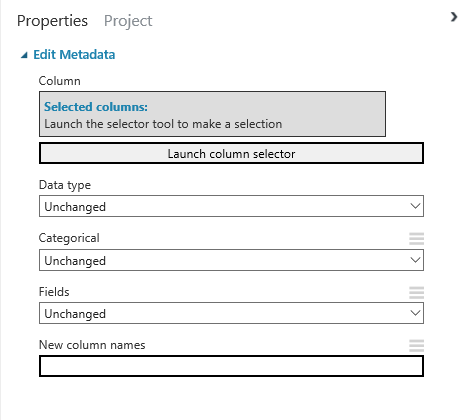 Properties Project
Edit Metadata
Column
Selected columns:
Launch the selector tool to make a selection
Launch column selector
Data type
Unchanged
Categorical
Unchanged
Fields
Unchanged
New column names